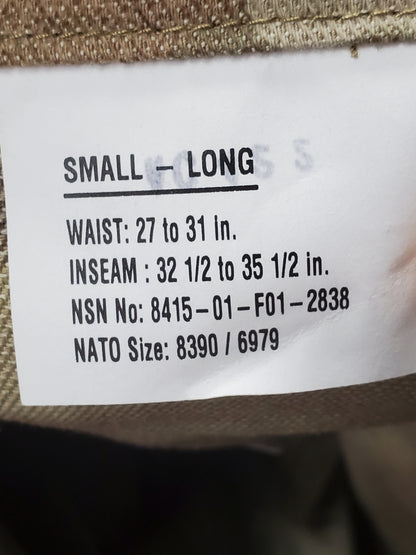 SMALL – LONG
WAIST: 27 to 31 in.
INSEAM : 32 1/2 to 35 1/2 in.
NSN No: 8415-01-F01-2838
NATO Size: 8390 / 6979